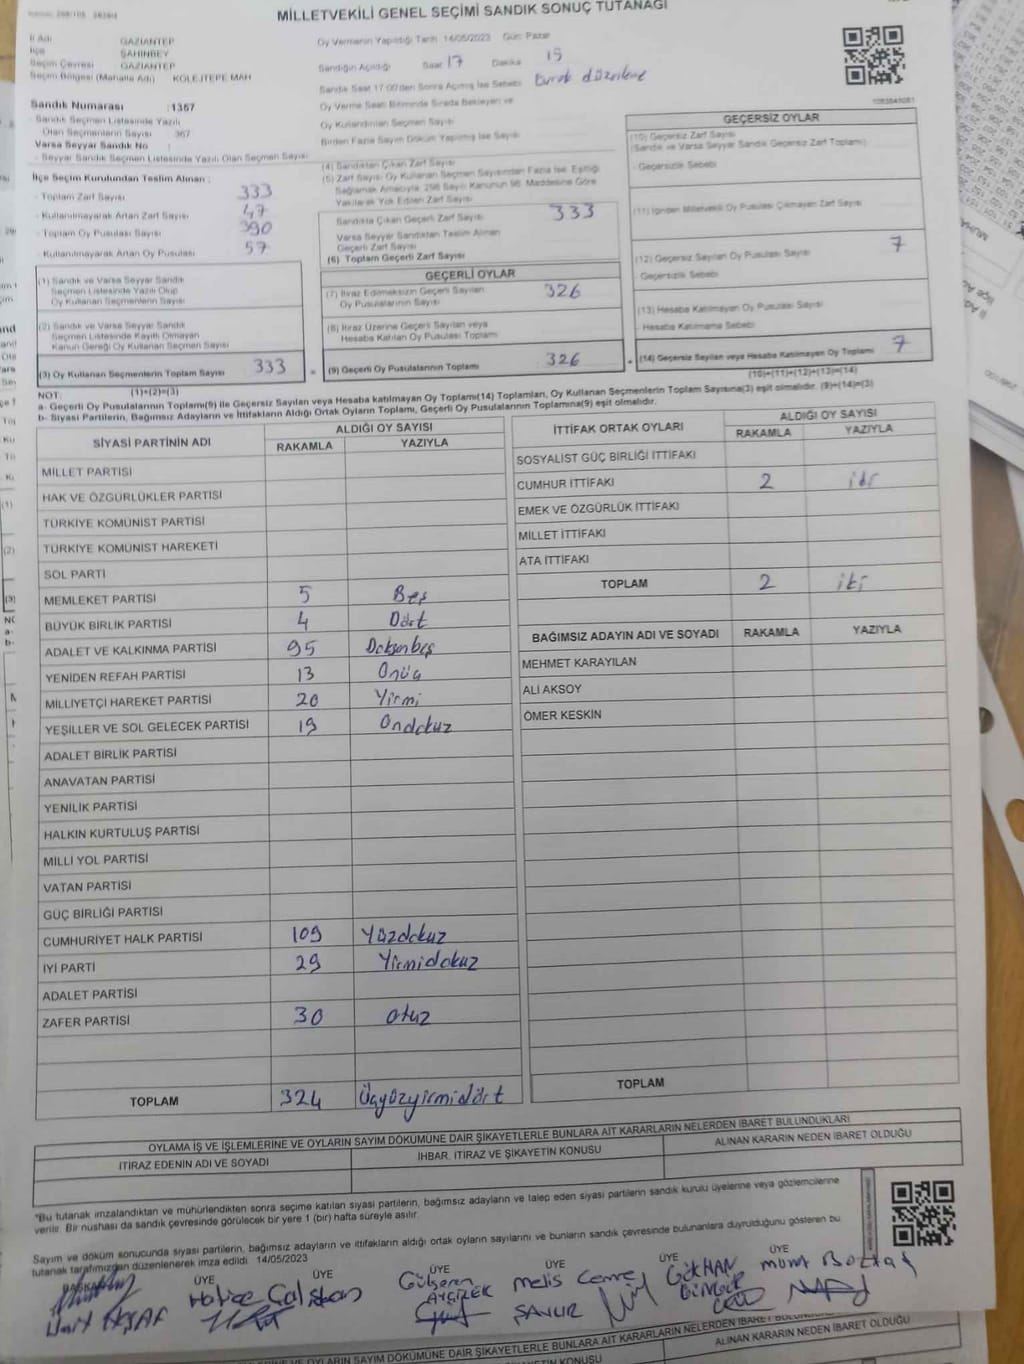 MİLLETVEKİLİ GENEL SEÇİMİ SANDIK SONUÇ TUTANAĞI
İl Adı : GAZİANTEP
İlçe : ŞAHİNBEY
Seçim Çevresi : GAZİANTEP
Seçim Bölgesi (Mahalle Adı) : KOLEJTEPE MAH
Sandık Numarası : 1367
- Sandık Seçmen Listesinde Yazılı
Olan Seçmenlerin Sayısı : 367
Varsa Seyyar Sandık No :
- Seyyar Sandık Seçmen Listesinde Yazılı Olan Seçmen Sayısı
İlçe Seçim Kurulundan Teslim Alınan :
- Toplam Zarf Sayısı 333
- Kullanılmayarak Artan Zarf Sayısı 47
- Toplam Oy Pusulası Sayısı 390
- Kullanılmayarak Artan Oy Pusulası 57
(1) Sandık ve Varsa Seyyar Sandık
Seçmen Listesinde Yazılı Olup
Oy Kullanan Seçmenlerin Sayısı
(2) Sandık ve Varsa Seyyar Sandık
Seçmen Listesinde Kayıtlı Olmayan
Kanun Gereği Oy Kullanan Seçmen Sayısı
(3) Oy Kullanan Seçmenlerin Toplam Sayısı 333
(1)+(2)=(3)
Oy Vermenin Yapıldığı Tarih 14/05/2023 Gün: Pazar
Sandığın Açıldığı Saat 17 Dakika 15
Sandık Saat 17:00'den Sonra Açılmış İse Sebebi Evrak düzenleme
Oy Verme Saati Bitiminde Sırada Bekleyen ve
Oy Kullandırılan Seçmen Sayısı
Birden Fazla Sayım Döküm Yapılmış İse Sayısı
(4) Sandıktan Çıkan Zarf Sayısı
(5) Zarf Sayısı Oy Kullanan Seçmen Sayısından Fazla İse, Eşitliği
Sağlamak Amacıyla 298 Sayılı Kanunun 98. Maddesine Göre
Yakılarak Yok Edilen Zarf Sayısı
Sandıkta Çıkan Geçerli Zarf Sayısı 333
Varsa Seyyar Sandıktan Teslim Alınan
Geçerli Zarf Sayısı
(6) Toplam Geçerli Zarf Sayısı
GEÇERLİ OYLAR
(7) İtiraz Edilmeksizin Geçerli Sayılan
Oy Pusulalarının Sayısı 326
(8) İtiraz Üzerine Geçerli Sayılan veya
Hesaba Katılan Oy Pusulası Toplamı
(9) Geçerli Oy Pusulalarının Toplamı 326
GEÇERSİZ OYLAR
(10) Geçersiz Zarf Sayısı
(Sandık ve Varsa Seyyar Sandık Geçersiz Zarf Toplamı)
- Geçersizlik Sebebi
(11) İçinden Milletvekili Oy Pusulası Çıkmayan Zarf Sayısı
(12) Geçersiz Sayılan Oy Pusulası Sayısı 7
- Geçersizlik Sebebi
(13) Hesaba Katılmayan Oy Pusulası Sayısı
- Hesaba Katılmama Sebebi
(14) Geçersiz Sayılan veya Hesaba Katılmayan Oy Toplamı 7
(10)+(11)+(12)+(13)=(14)
NOT:
a- Geçerli Oy Pusulalarının Toplamı(9) ile Geçersiz Sayılan veya Hesaba katılmayan Oy Toplamı(14) Toplamları, Oy Kullanan Seçmenlerin Toplam Sayısına(3) eşit olmalıdır. (9)+(14)=(3)
b- Siyasi Partilerin, Bağımsız Adayların ve İttifakların Aldığı Ortak Oyların Toplamı, Geçerli Oy Pusulalarının Toplamına(9) eşit olmalıdır.
SİYASİ PARTİNİN ADI ALDIĞI OY SAYISI
RAKAMLA YAZIYLA
MİLLET PARTİSİ
HAK VE ÖZGÜRLÜKLER PARTİSİ
TÜRKİYE KOMÜNİST PARTİSİ
TÜRKİYE KOMÜNİST HAREKETİ
SOL PARTİ
MEMLEKET PARTİSİ 5 Beş
BÜYÜK BİRLİK PARTİSİ 4 Dört
ADALET VE KALKINMA PARTİSİ 95 Doksanbeş
YENİDEN REFAH PARTİSİ 13 Onüç
MİLLİYETÇİ HAREKET PARTİSİ 20 Yirmi
YEŞİLLER VE SOL GELECEK PARTİSİ 19 Ondokuz
ADALET BİRLİK PARTİSİ
ANAVATAN PARTİSİ
YENİLİK PARTİSİ
HALKIN KURTULUŞ PARTİSİ
MİLLİ YOL PARTİSİ
VATAN PARTİSİ
GÜÇ BİRLİĞİ PARTİSİ
CUMHURİYET HALK PARTİSİ 109 Yüzdokuz
İYİ PARTİ 29 Yirmidokuz
ADALET PARTİSİ
ZAFER PARTİSİ 30 otuz
TOPLAM 324 Üçyüzyirmidört
İTTİFAK ORTAK OYLARI ALDIĞI OY SAYISI
RAKAMLA YAZIYLA
SOSYALİST GÜÇ BİRLİĞİ İTTİFAKI
CUMHUR İTTİFAKI 2 iki
EMEK VE ÖZGÜRLÜK İTTİFAKI
MİLLET İTTİFAKI
ATA İTTİFAKI
TOPLAM 2 iki
BAĞIMSIZ ADAYIN ADI VE SOYADI RAKAMLA YAZIYLA
MEHMET KARAYILAN
ALİ AKSOY
ÖMER KESKİN
TOPLAM
OYLAMA İŞ VE İŞLEMLERİNE VE OYLARIN SAYIM DÖKÜMÜNE DAİR ŞİKAYETLERLE BUNLARA AİT KARARLARIN NELERDEN İBARET BULUNDUKLARI
İTİRAZ EDENİN ADI VE SOYADI İHBAR, İTİRAZ VE ŞİKAYETİN KONUSU ALINAN KARARIN NEDEN İBARET OLDUĞU
*Bu tutanak imzalandıktan ve mühürlendikten sonra seçime katılan siyasi partilerin, bağımsız adayların ve talep eden siyasi partilerin sandık kurulu üyelerine veya gözlemcilerine
verilir. Bir nüshası da sandık çevresinde görülecek bir yere 1 (bir) hafta süreyle asılır.
Sayım ve döküm sonucunda siyasi partilerin, bağımsız adayların ve ittifakların aldığı ortak oyların sayılarını ve bunların sandık çevresinde bulunanlara duyrulduğunu gösteren bu
tutanak tarafımızdan düzenlenerek imza edildi. 14/05/2023
BAŞKAN ÜYE ÜYE ÜYE ÜYE ÜYE ÜYE
Ümit Hatice Çalışkan Gülseren Melis Cemre GÖKHAN
OYLAMA İŞ VE İŞLEMLERİNE VE OYLARIN SAYIM DÖKÜMÜNE DAİR ŞİKAYETLERLE BUNLARA AİT KARARLARIN
ALINAN KARARIN NEDEN İBARET OLDUĞU